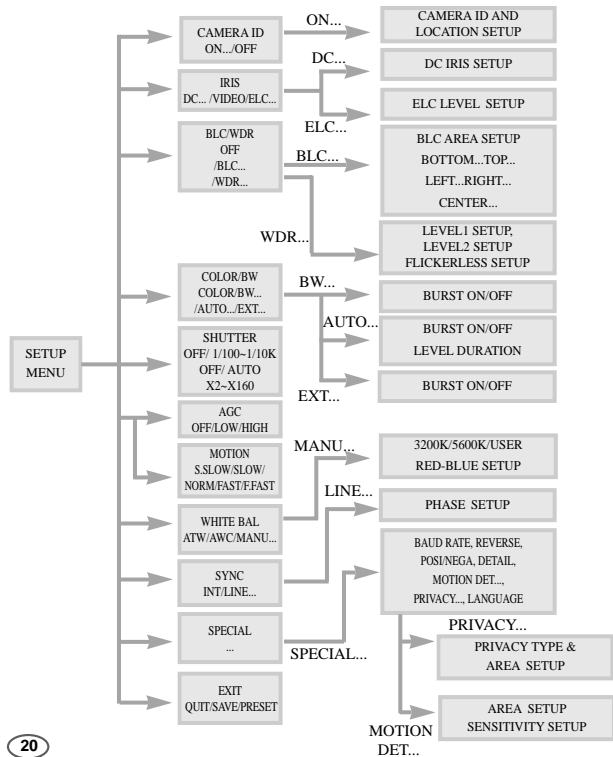 SETUP
MENU
CAMERA ID
ON.../OFF
ON...
CAMERA ID AND
LOCATION SETUP
IRIS
DC... /VIDEO/ELC...
DC...
DC IRIS SETUP
ELC...
ELC LEVEL SETUP
BLC/WDR
OFF
/BLC...
/WDR...
BLC...
BLC AREA SETUP
BOTTOM...TOP...
LEFT...RIGHT...
CENTER...
WDR...
LEVEL1 SETUP,
LEVEL2 SETUP
FLICKERLESS SETUP
COLOR/BW
COLOR/BW...
/AUTO.../EXT...
BW...
BURST ON/OFF
AUTO...
BURST ON/OFF
LEVEL DURATION
EXT...
BURST ON/OFF
SHUTTER
OFF/ 1/100~1/10K
OFF/ AUTO
X2~X160
AGC
OFF/LOW/HIGH
MOTION
S.SLOW/SLOW/
NORM/FAST/F.FAST
WHITE BAL
ATW/AWC/MANU...
MANU...
3200K/5600K/USER
RED-BLUE SETUP
SYNC
INT/LINE...
LINE...
PHASE SETUP
SPECIAL
...
SPECIAL...
BAUD RATE, REVERSE,
POSI/NEGA, DETAIL,
MOTION DET...,
PRIVACY..., LANGUAGE
PRIVACY...
PRIVACY TYPE &
AREA SETUP
MOTION
DET...
AREA SETUP
SENSITIVITY SETUP
EXIT
QUIT/SAVE/PRESET
20